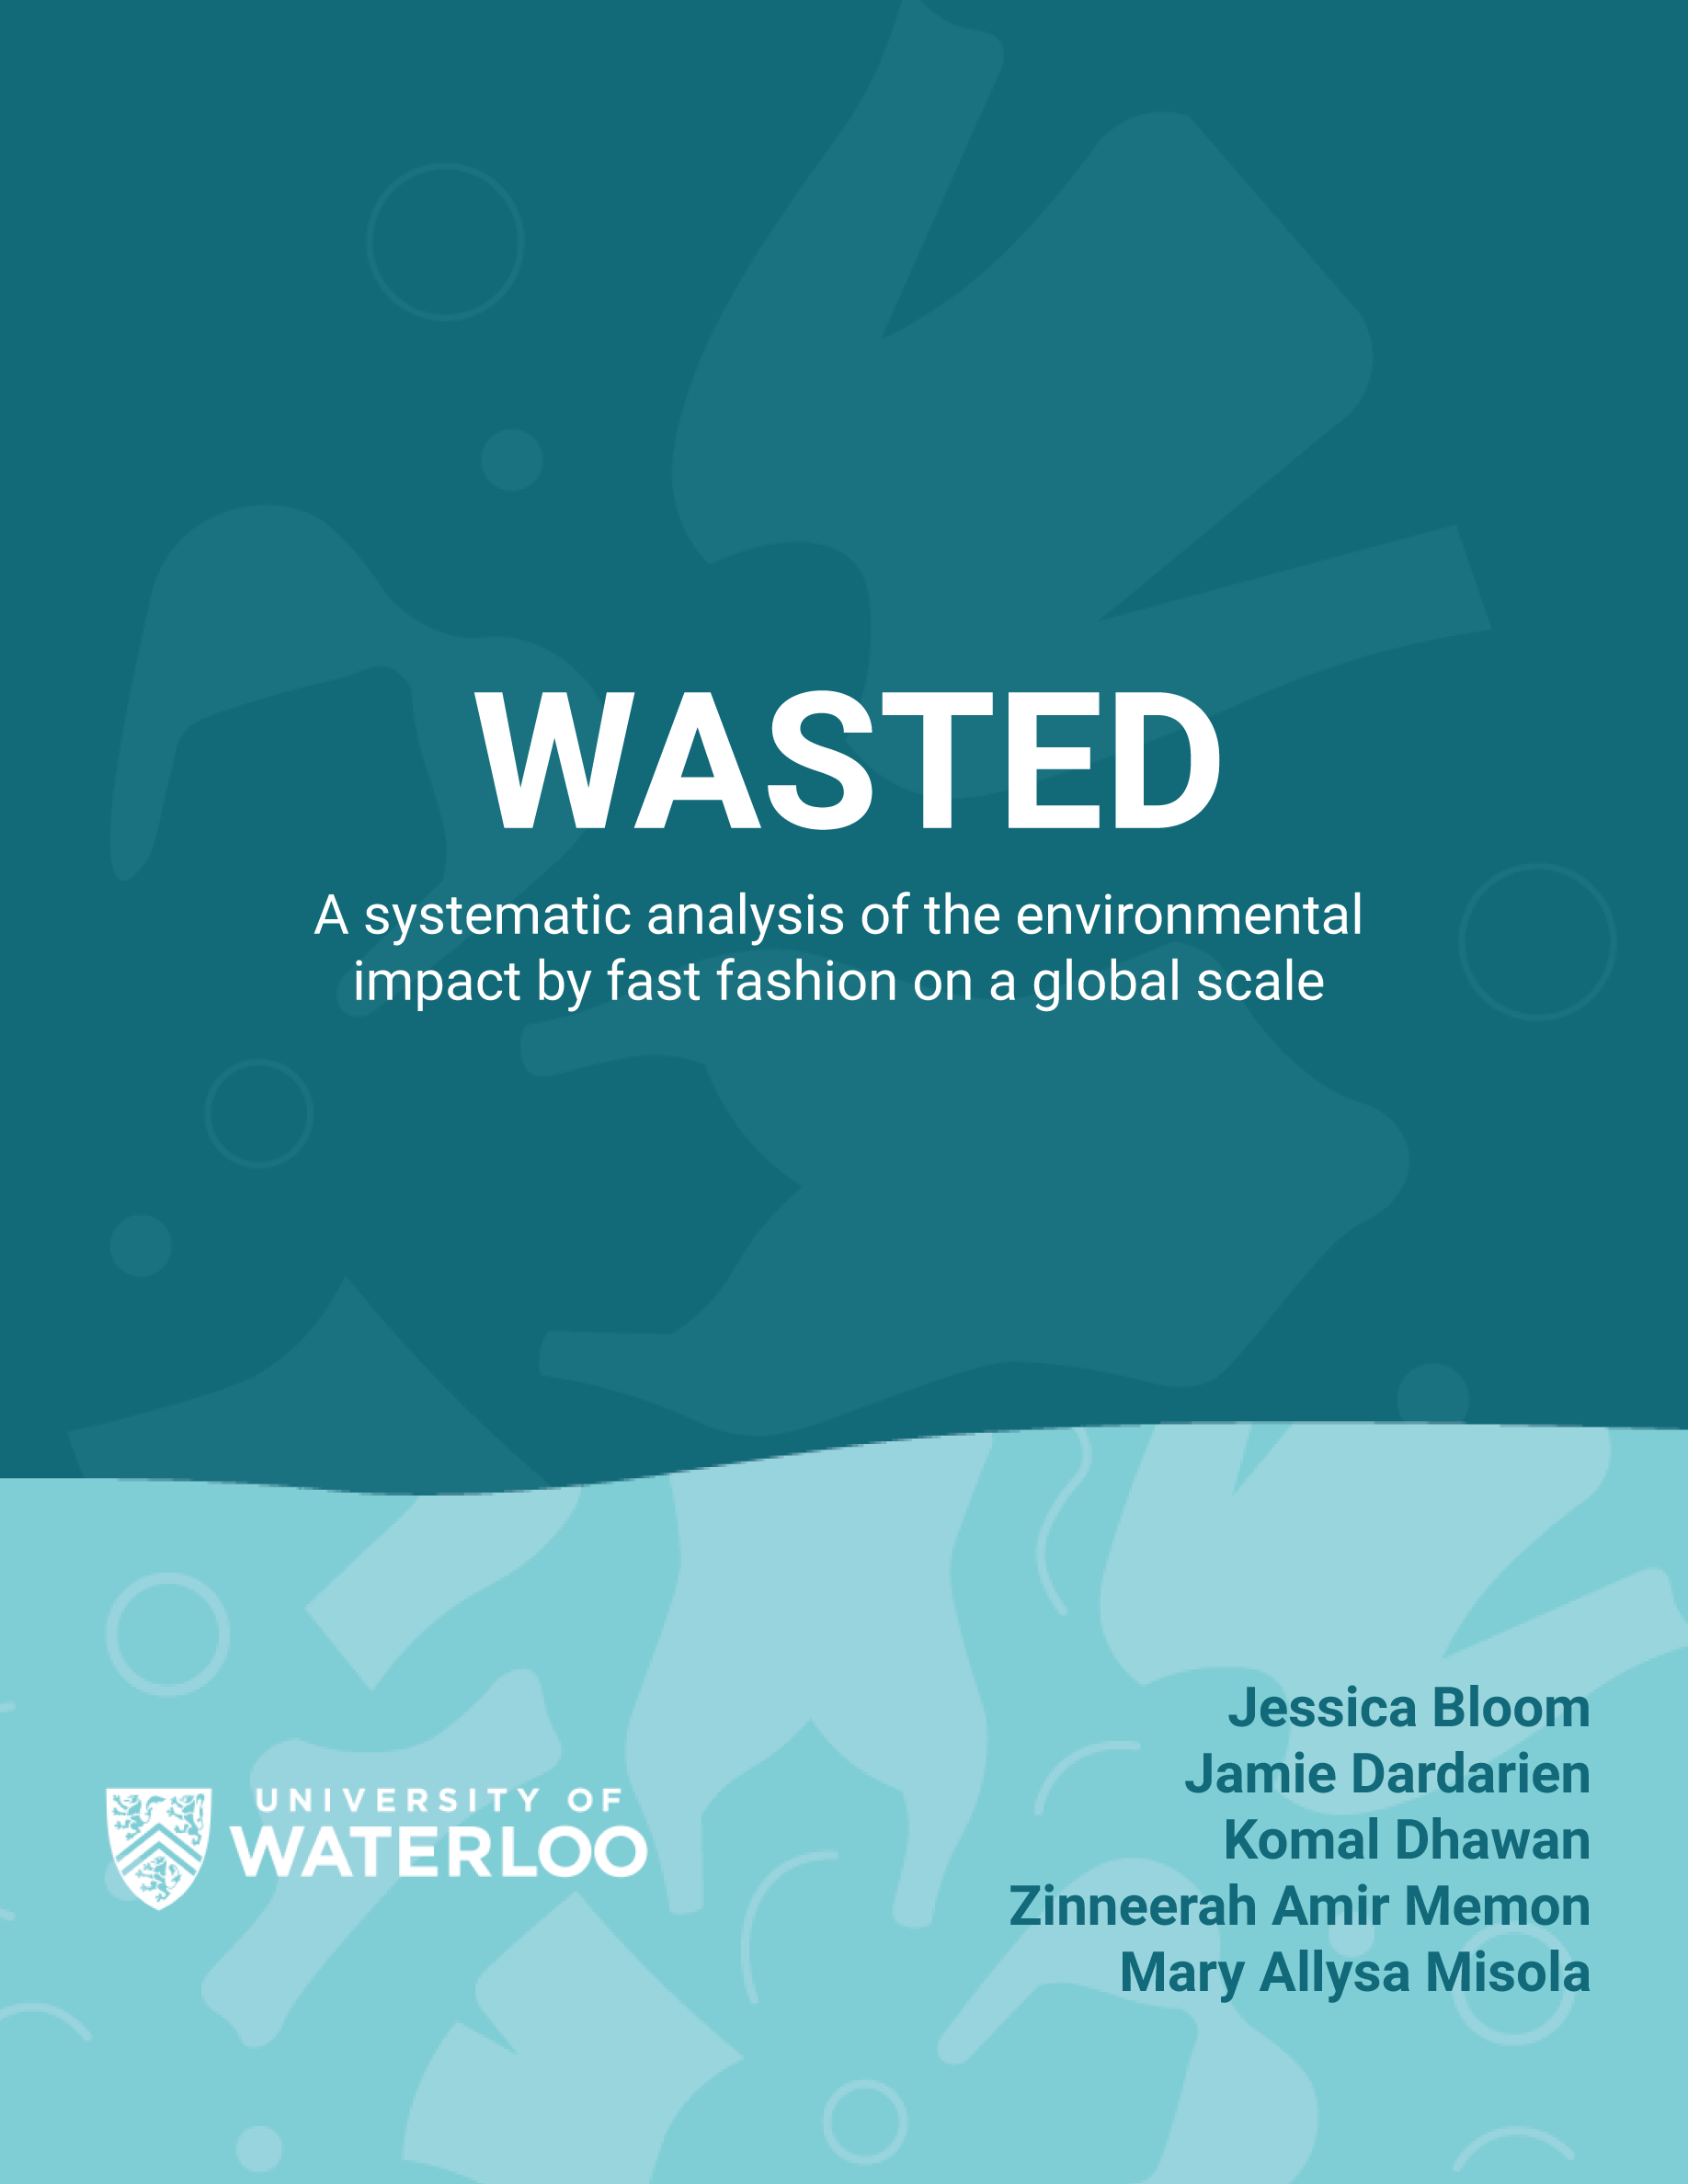 WASTED
A systematic analysis of the environmental
impact by fast fashion on a global scale
UNIVERSITY OF
WATERLOO
Jessica Bloom
Jamie Dardarien
Komal Dhawan
Zinneerah Amir Memon
Mary Allysa Misola